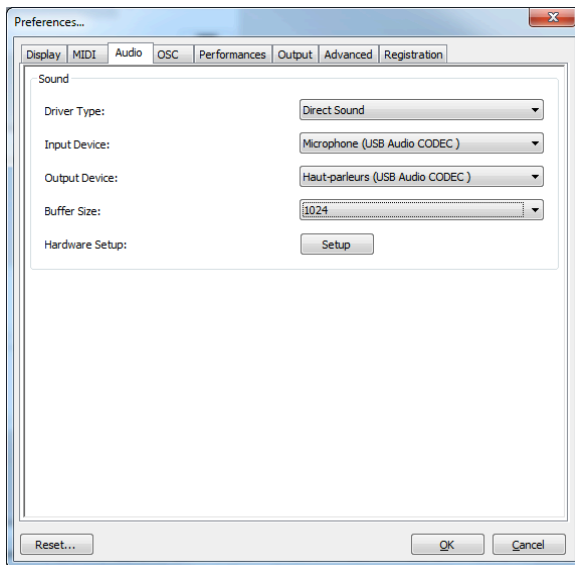 Preferences...
Display MIDI Audio OSC Performances Output Advanced Registration
Sound
Driver Type: Direct Sound
Input Device: Microphone (USB Audio CODEC )
Output Device: Haut-parleurs (USB Audio CODEC )
Buffer Size: 1024
Hardware Setup: Setup
Reset... OK Cancel